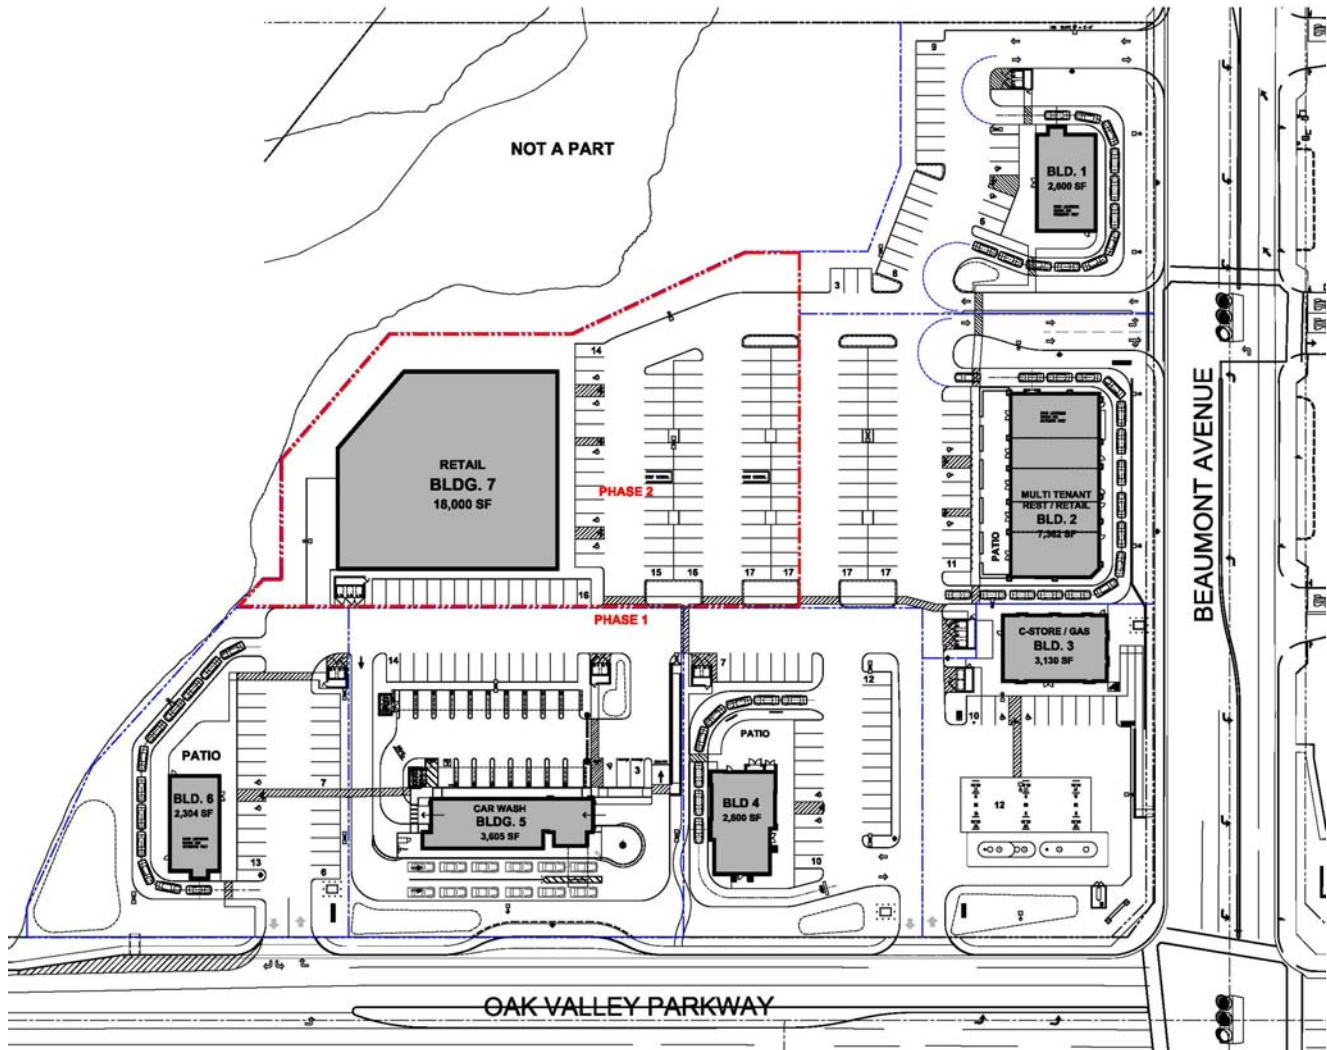 9
NOT A PART
BLD. 1
2,600 SF
5
8
3
14
RETAIL
BLDG. 7
18,000 SF
PHASE 2
MULTI TENANT
REST / RETAIL
BLD. 2
7,362 SF
PATIO
BEAUMONT AVENUE
15
16
17
17
17
17
11
16
PHASE 1
C-STORE / GAS
BLD. 3
3,130 SF
14
7
12
10
PATIO
PATIO
BLD. 6
2,304 SF
7
3
CAR WASH
BLDG. 5
3,605 SF
BLD 4
2,600 SF
12
13
6
10
OAK VALLEY PARKWAY